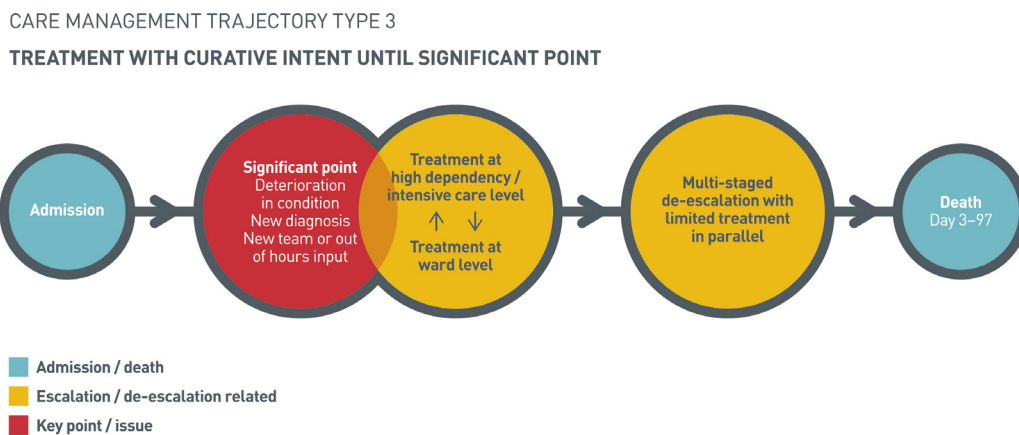 CARE MANAGEMENT TRAJECTORY TYPE 3
TREATMENT WITH CURATIVE INTENT UNTIL SIGNIFICANT POINT
Admission
Significant point
Deterioration
in condition
New diagnosis
New team or out
of hours input
Treatment at
high dependency /
intensive care level
↑ ↓
Treatment at
ward level
Multi-staged
de-escalation with
limited treatment
in parallel
Death
Day 3–97
Admission / death
Escalation / de-escalation related
Key point / issue